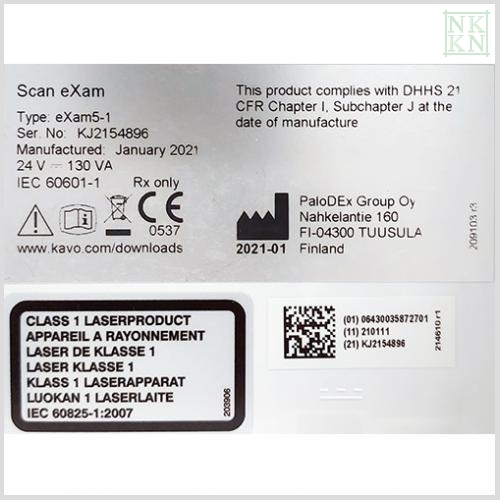 NK
KN
Scan eXam
Type: eXam5-1
Ser. No: KJ2154896
Manufactured: January 2021
24 V ⎓ 130 VA
IEC 60601-1 Rx only
0537
www.kavo.com/downloads
This product complies with DHHS 21
CFR Chapter I, Subchapter J at the
date of manufacture
2021-01
PaloDEx Group Oy
Nahkelantie 160
FI-04300 TUUSULA
Finland
209103 r3
CLASS 1 LASERPRODUCT
APPAREIL A RAYONNEMENT
LASER DE KLASSE 1
LASER KLASSE 1
KLASS 1 LASERAPPARAT
LUOKAN 1 LASERLAITE
IEC 60825-1:2007
203906
(01) 06430035872701
(11) 210111
(21) KJ2154896
214610 r1